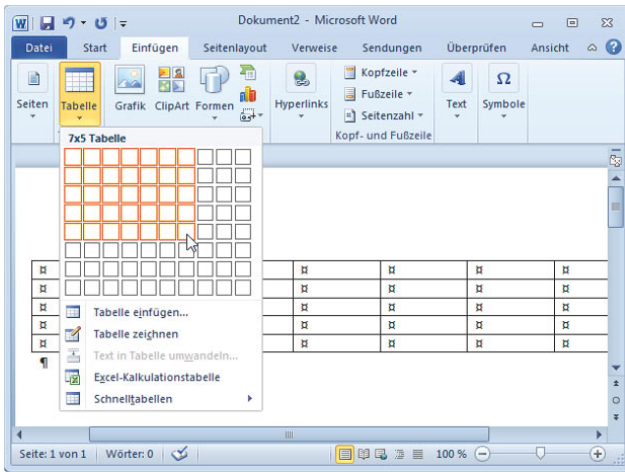 Dokument2 - Microsoft Word
Datei Start Einfügen Seitenlayout Verweise Sendungen Überprüfen Ansicht
Seiten
Tabelle
Grafik
ClipArt
Formen
Hyperlinks
Kopfzeile
Fußzeile
Seitenzahl
Kopf- und Fußzeile
Text
Symbole
7x5 Tabelle
Tabelle einfügen...
Tabelle zeichnen
Text in Tabelle umwandeln...
Excel-Kalkulationstabelle
Schnelltabellen
¤ ¤ ¤ ¤ ¤
¤ ¤ ¤ ¤ ¤
¤ ¤ ¤ ¤ ¤
¤ ¤ ¤ ¤ ¤
¤ ¤ ¤ ¤ ¤
¶
Seite: 1 von 1 Wörter: 0 100 %